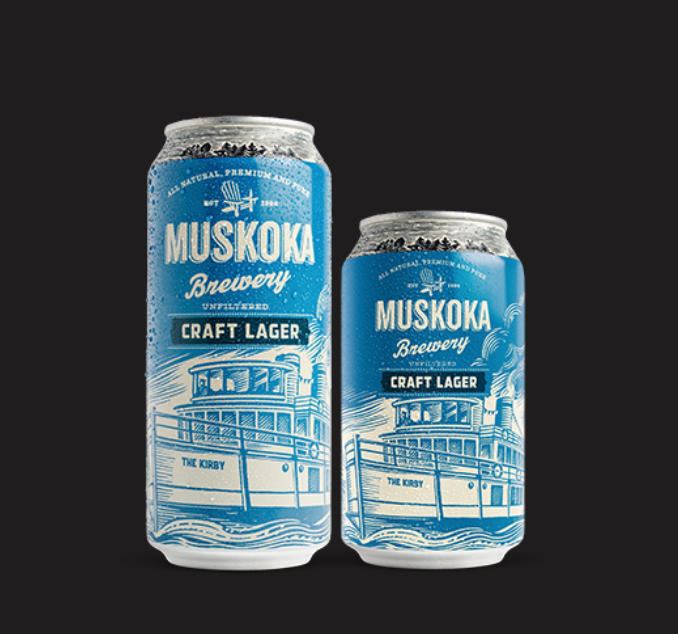 ALL NATURAL, PREMIUM AND PURE
EST 1996
MUSKOKA
Brewery
UNFILTERED
CRAFT LAGER
THE KIRBY
ALL NATURAL, PREMIUM AND PURE
EST 1996
MUSKOKA
Brewery
UNFILTERED
CRAFT LAGER
THE KIRBY